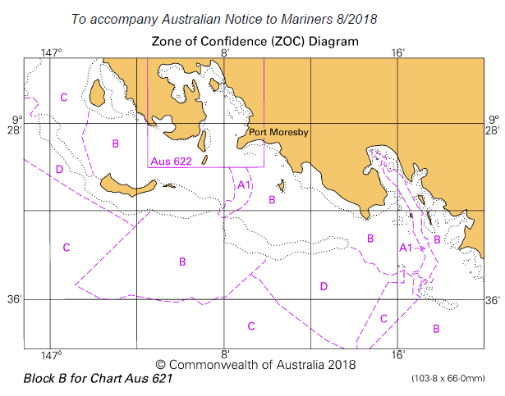 To accompany Australian Notice to Mariners 8/2018
Zone of Confidence (ZOC) Diagram
147° 8' 16'
C
9° 9°
28' 28'
Port Moresby
B
Aus 622
D
A1
B
B
B
A1
C
B
D
36' 36'
C
C
B
147° 8' 16'
© Commonwealth of Australia 2018
Block B for Chart Aus 621
(103·8 x 66·0mm)